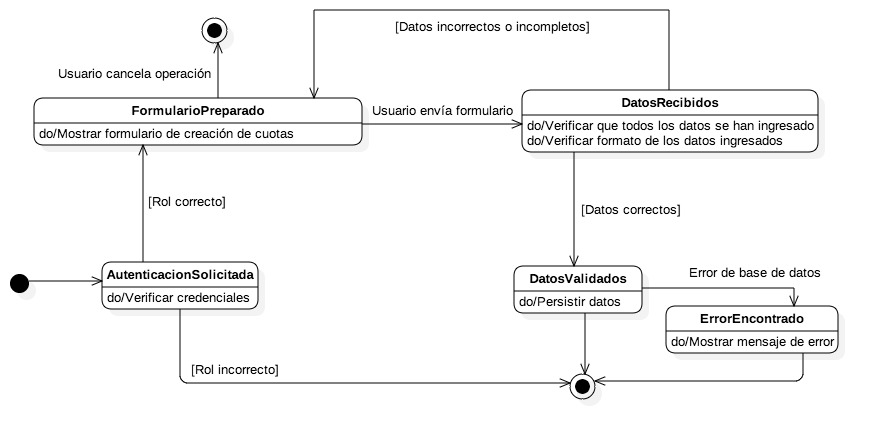 [Datos incorrectos o incompletos]
Usuario cancela operación
FormularioPreparado
do/Mostrar formulario de creación de cuotas
Usuario envía formulario
DatosRecibidos
do/Verificar que todos los datos se han ingresado
do/Verificar formato de los datos ingresados
[Rol correcto]
[Datos correctos]
AutenticacionSolicitada
do/Verificar credenciales
DatosValidados
do/Persistir datos
Error de base de datos
ErrorEncontrado
do/Mostrar mensaje de error
[Rol incorrecto]